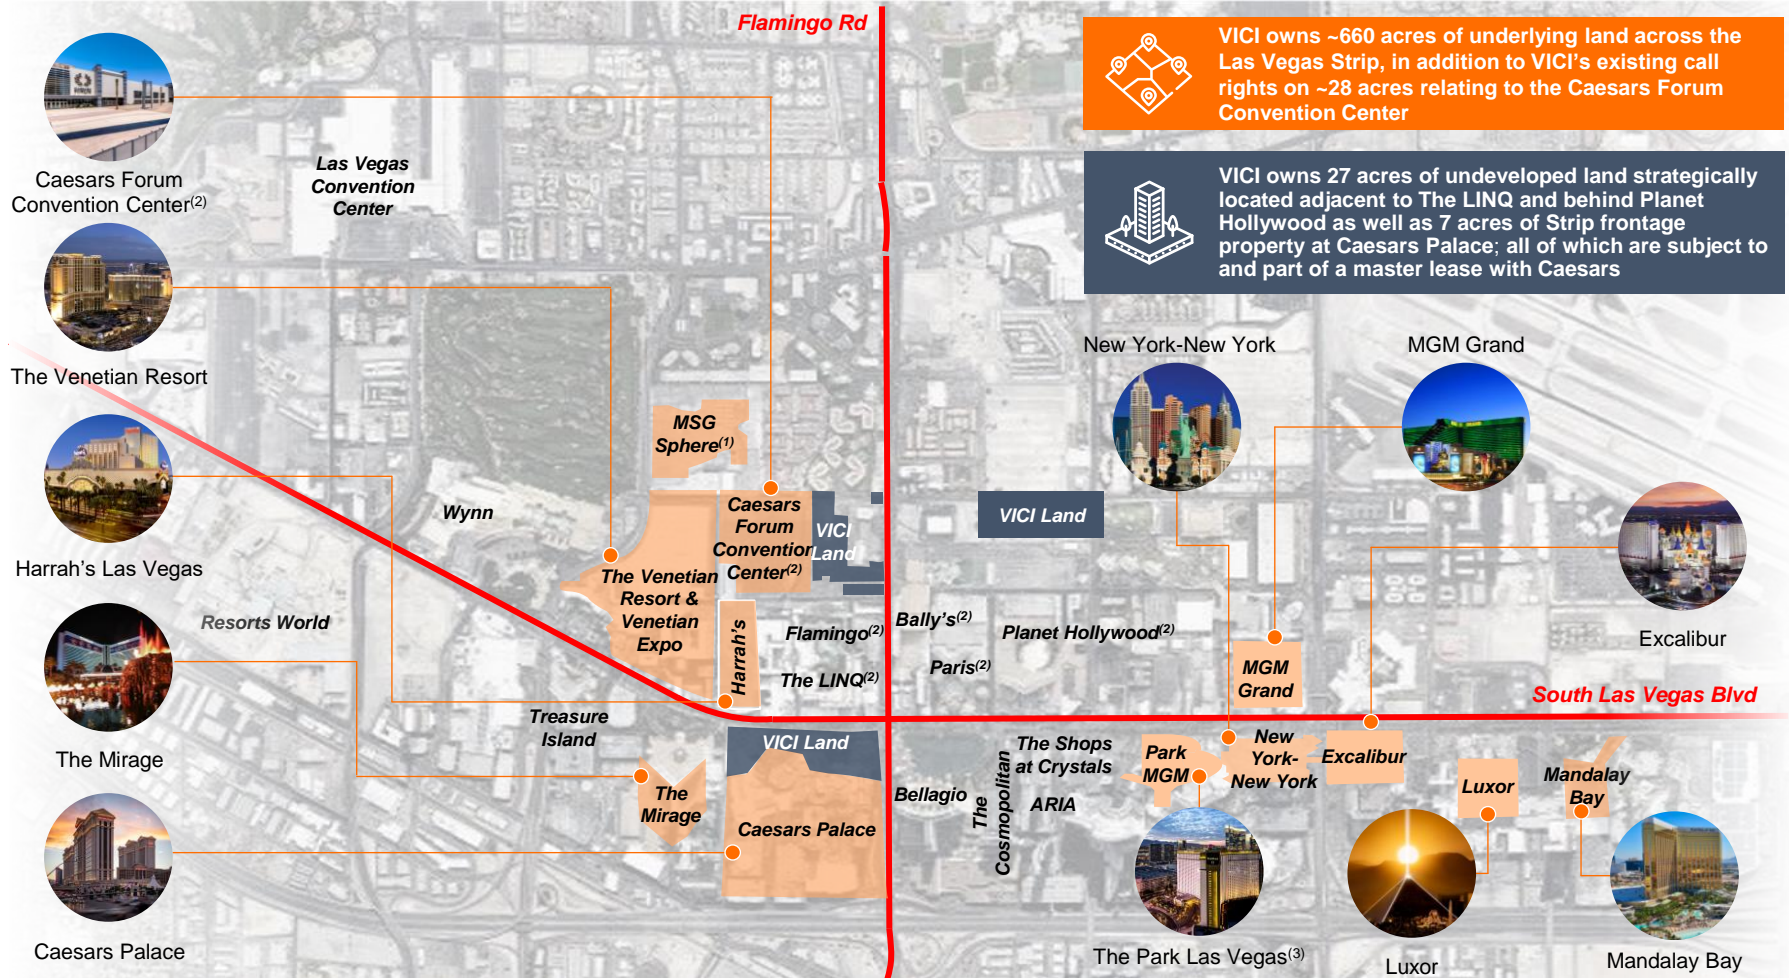 Flamingo Rd
VICI owns ~660 acres of underlying land across the
Las Vegas Strip, in addition to VICI's existing call
rights on ~28 acres relating to the Caesars Forum
Convention Center
VICI owns 27 acres of undeveloped land strategically
located adjacent to The LINQ and behind Planet
Hollywood as well as 7 acres of Strip frontage
property at Caesars Palace; all of which are subject to
and part of a master lease with Caesars
Caesars Forum
Convention Center(2)
Las Vegas
Convention
Center
The Venetian Resort
New York-New York
MGM Grand
MSG
Sphere(1)
Harrah's Las Vegas
Wynn
Caesars
Forum
Convention
Center(2)
VICI
Land
VICI Land
The Venetian
Resort &
Venetian
Expo
Harrah's
Resorts World
Flamingo(2)
The LINQ(2)
Bally's(2)
Paris(2)
Planet Hollywood(2)
MGM
Grand
Excalibur
South Las Vegas Blvd
The Mirage
Treasure
Island
VICI Land
The
Mirage
Caesars Palace
Bellagio
The
Cosmopolitan
The Shops
at Crystals
ARIA
Park
MGM
New
York-
New York
Excalibur
Luxor
Mandalay
Bay
Caesars Palace
The Park Las Vegas(3)
Luxor
Mandalay Bay